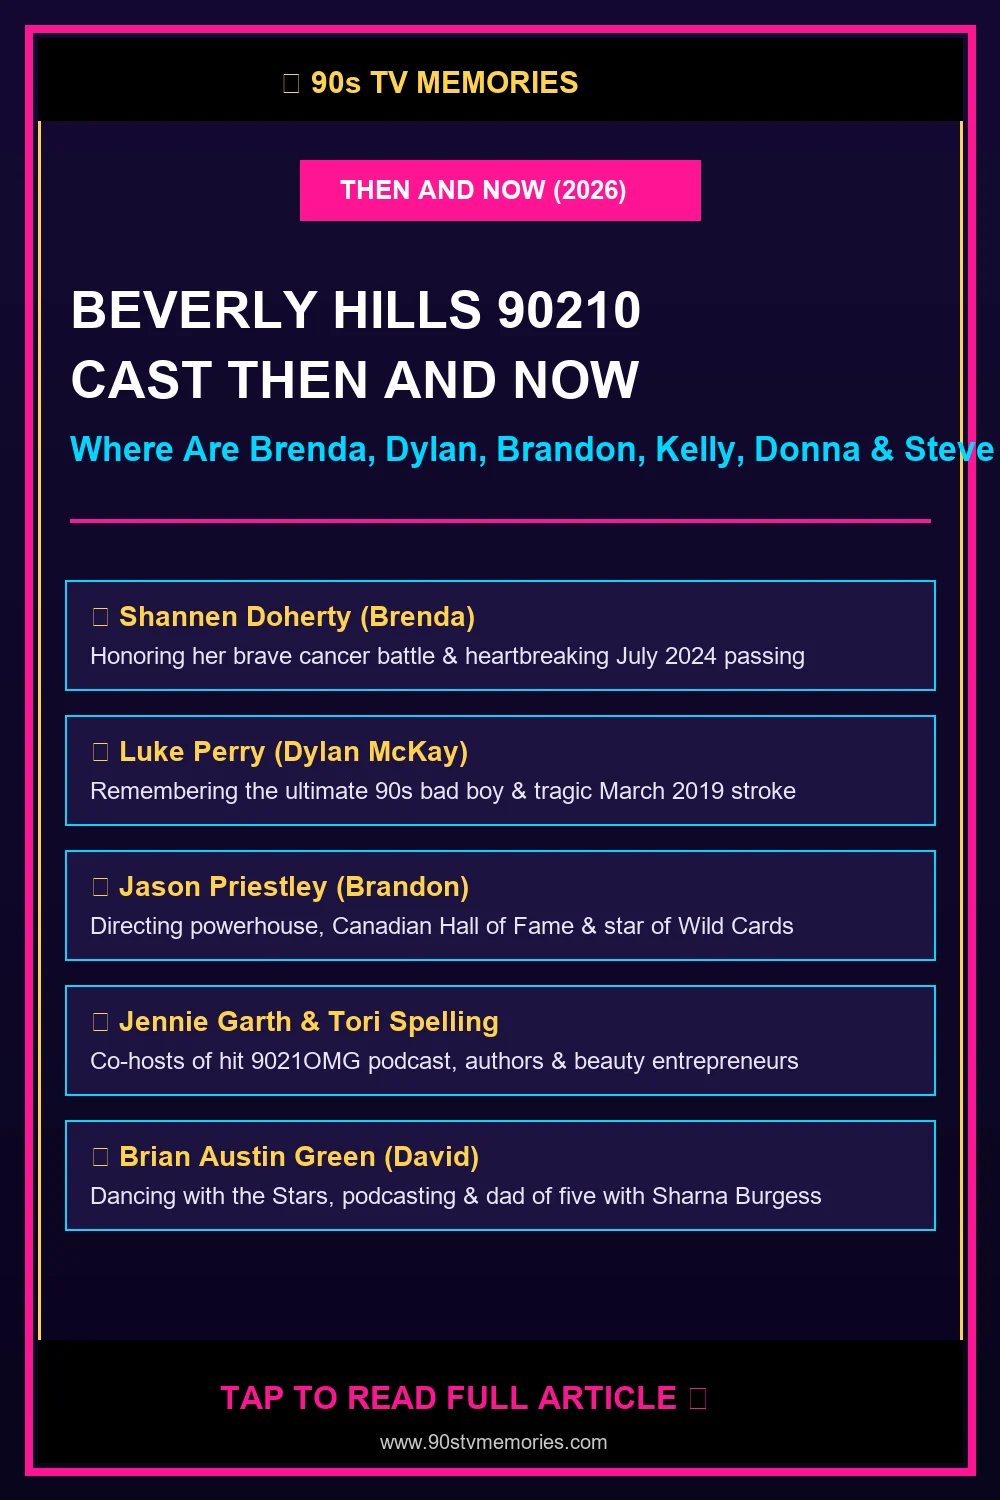 90s TV MEMORIES
THEN AND NOW (2026)
BEVERLY HILLS 90210
CAST THEN AND NOW
Where Are Brenda, Dylan, Brandon, Kelly, Donna & Steve
Shannen Doherty (Brenda)
Honoring her brave cancer battle & heartbreaking July 2024 passing
Luke Perry (Dylan McKay)
Remembering the ultimate 90s bad boy & tragic March 2019 stroke
Jason Priestley (Brandon)
Directing powerhouse, Canadian Hall of Fame & star of Wild Cards
Jennie Garth & Tori Spelling
Co-hosts of hit 9021OMG podcast, authors & beauty entrepreneurs
Brian Austin Green (David)
Dancing with the Stars, podcasting & dad of five with Sharna Burgess
TAP TO READ FULL ARTICLE
www.90stvmemories.com